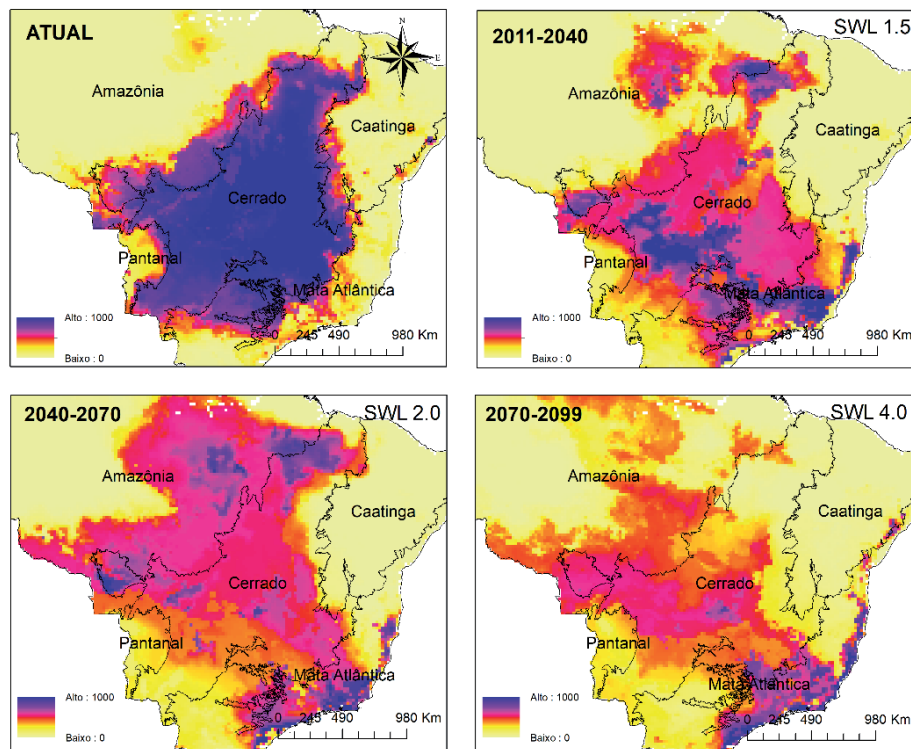 ATUAL
N
E
Amazônia
Caatinga
Cerrado
Pantanal
Mata Atlântica
Alto : 1000
Baixo : 0
0 245 490 980 Km
2011-2040
SWL 1.5
Amazônia
Caatinga
Cerrado
Pantanal
Mata Atlântica
Alto : 1000
Baixo : 0
0 245 490 980 Km
2040-2070
SWL 2.0
Amazônia
Caatinga
Cerrado
Pantanal
Mata Atlântica
Alto : 1000
Baixo : 0
0 245 490 980 Km
2070-2099
SWL 4.0
Amazônia
Caatinga
Cerrado
Pantanal
Mata Atlântica
Alto : 1000
Baixo : 0
0 245 490 980 Km